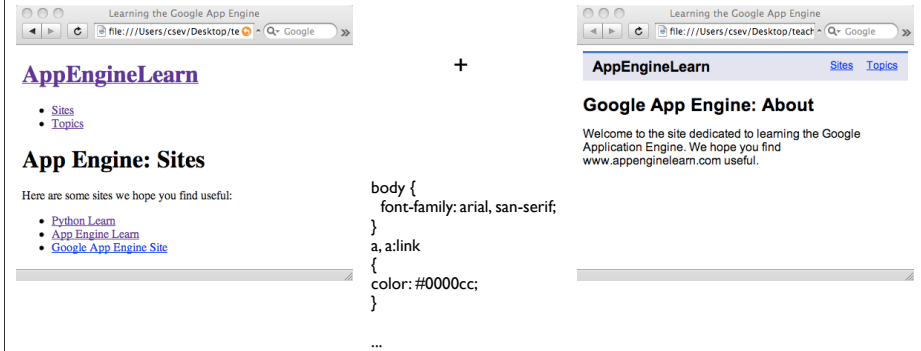 Learning the Google App Engine
file:///Users/csev/Desktop/te
Google
AppEngineLearn
Sites
Topics
App Engine: Sites
Here are some sites we hope you find useful:
Python Learn
App Engine Learn
Google App Engine Site
+
body {
font-family: arial, san-serif;
}
a, a:link
{
color: #0000cc;
}
...
Learning the Google App Engine
file:///Users/csev/Desktop/teach
Google
AppEngineLearn Sites Topics
Google App Engine: About
Welcome to the site dedicated to learning the Google
Application Engine. We hope you find
www.appenginelearn.com useful.